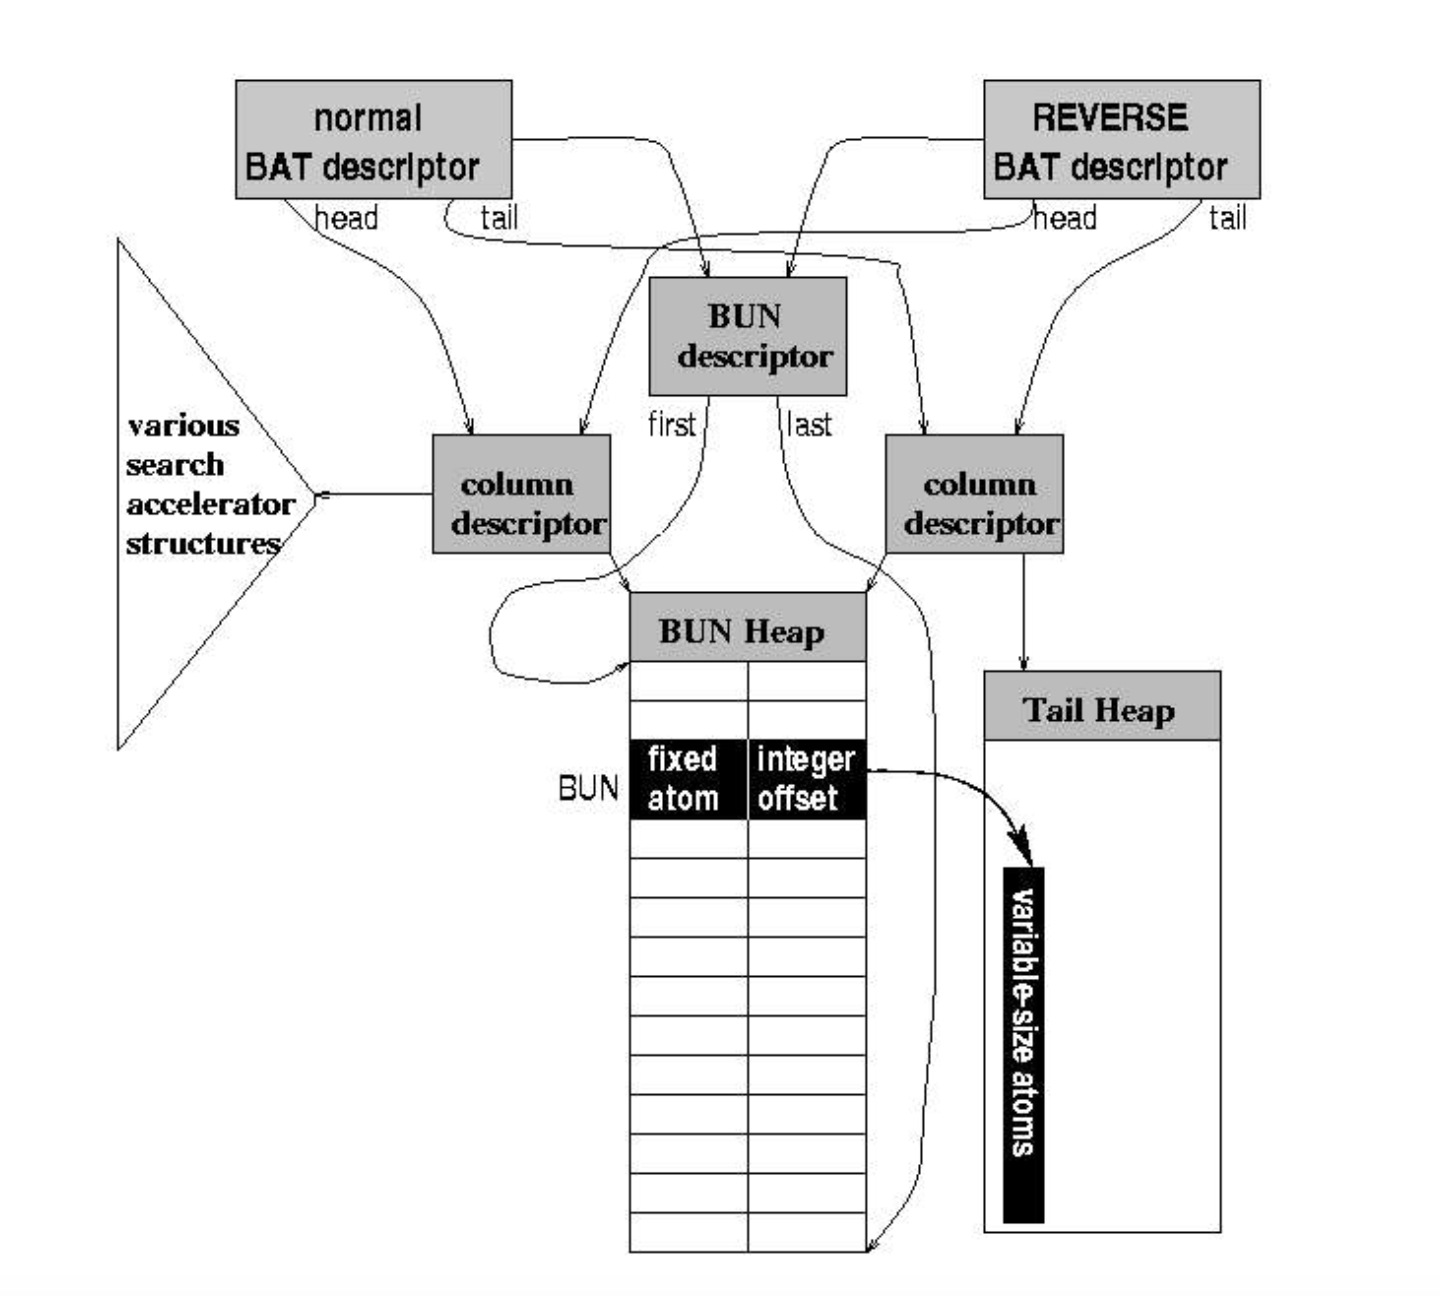 normal
BAT descriptor
REVERSE
BAT descriptor
head
tail
head
tail
BUN
descriptor
first
last
various
search
accelerator
structures
column
descriptor
column
descriptor
BUN Heap
Tail Heap
BUN
fixed
atom
integer
offset
variable-size atoms